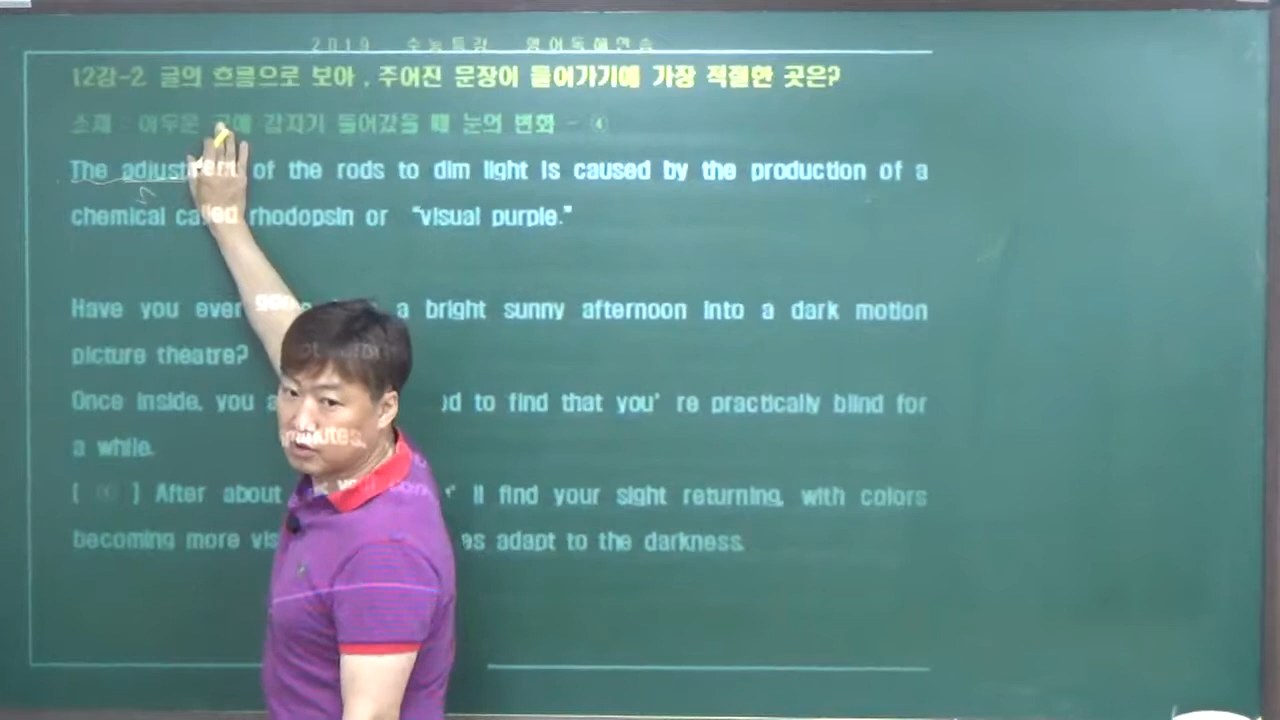 2019 수능특강 영어독해연습
12강-2 글의 흐름으로 보아, 주어진 문장이 들어가기에 가장 적절한 곳은?
소재 : 어두운 곳에 갑자기 들어갔을 때 눈의 변화 - ④
The adjustment of the rods to dim light is caused by the production of a
chemical called rhodopsin or "visual purple."
Have you ever gone a bright sunny afternoon into a dark motion
picture theatre?
Once inside, you to find that you're practically blind for
a while.
[ ① ] After about minutes, 'll find your sight returning, with colors
becoming more adapt to the darkness.